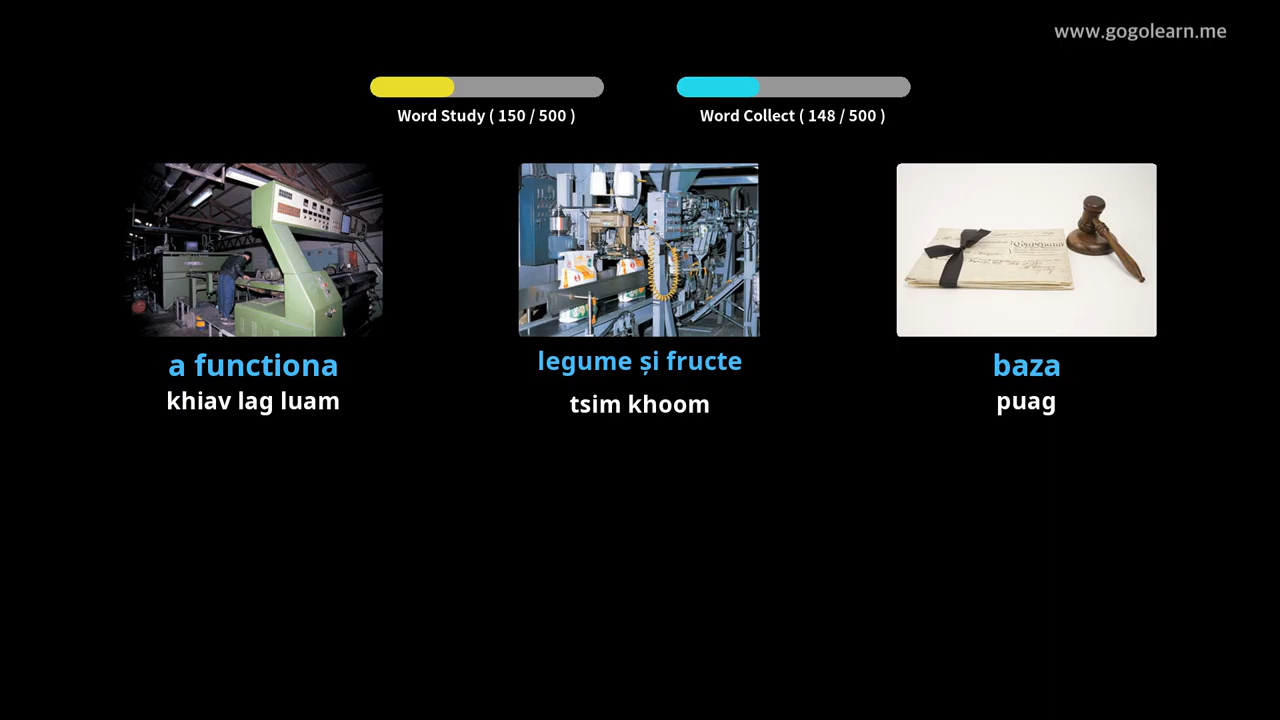 www.gogolearn.me
Word Study ( 150 / 500 )
Word Collect ( 148 / 500 )
a functiona
khiav lag luam
legume și fructe
tsim khoom
baza
puag